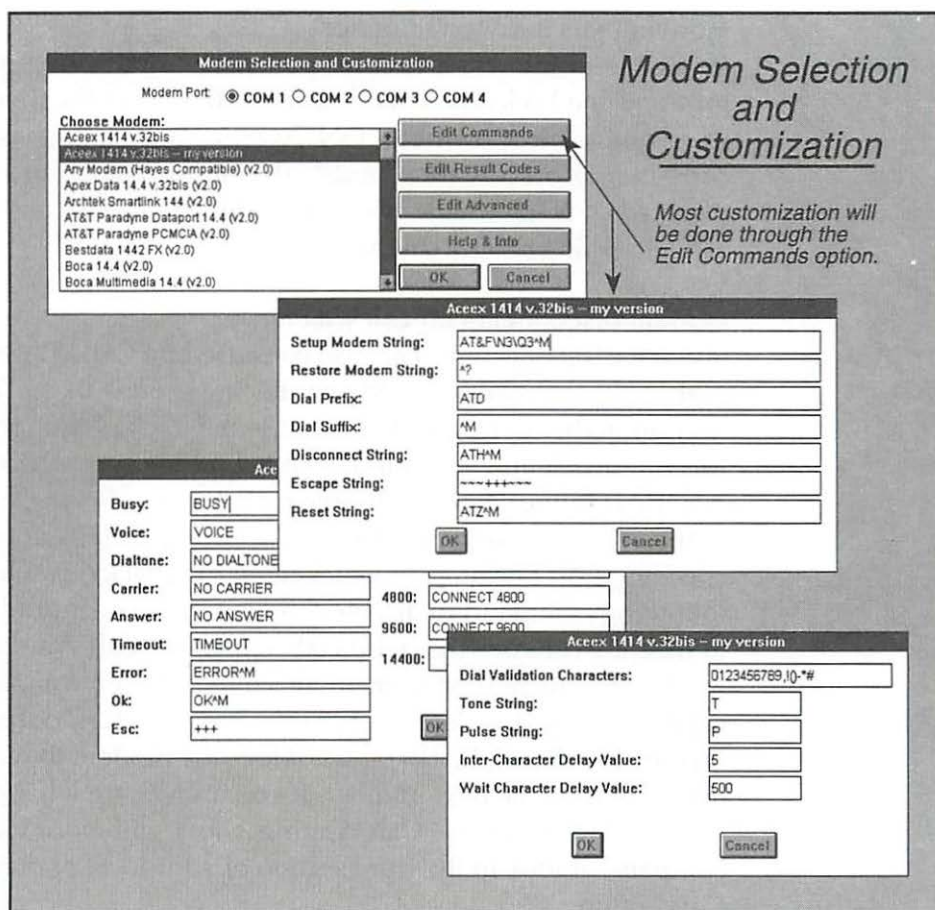 Modem Selection
and
Customization
Most customization will
be done through the
Edit Commands option.
Modem Selection and Customization
Modem Port: COM 1 COM 2 COM 3 COM 4
Choose Modem:
Aceex 1414 v.32bis
Aceex 1414 v.32bis – my version
Any Modem (Hayes Compatible) (v2.0)
Apex Data 14.4 v.32bis (v2.0)
Archtek Smartlink 144 (v2.0)
AT&T Paradyne Dataport 14.4 (v2.0)
AT&T Paradyne PCMCIA (v2.0)
Bestdata 1442 FX (v2.0)
Boca 14.4 (v2.0)
Boca Multimedia 14.4 (v2.0)
Edit Commands
Edit Result Codes
Edit Advanced
Help & Info
OK Cancel
Aceex 1414 v.32bis – my version
Setup Modem String: AT&F\N3\Q3^M
Restore Modem String: ^?
Dial Prefix: ATD
Dial Suffix: ^M
Disconnect String: ATH^M
Escape String: ~~~+++~~~
Reset String: ATZ^M
OK Cancel
Ace
Busy: BUSY
Voice: VOICE
Dialtone: NO DIALTONE
Carrier: NO CARRIER
Answer: NO ANSWER
Timeout: TIMEOUT
Error: ERROR^M
Ok: OK^M
Esc: +++
4800: CONNECT 4800
9600: CONNECT 9600
14400:
OK
Aceex 1414 v.32bis – my version
Dial Validation Characters: 0123456789,!()-*#
Tone String: T
Pulse String: P
Inter-Character Delay Value: 5
Wait Character Delay Value: 500
OK Cancel